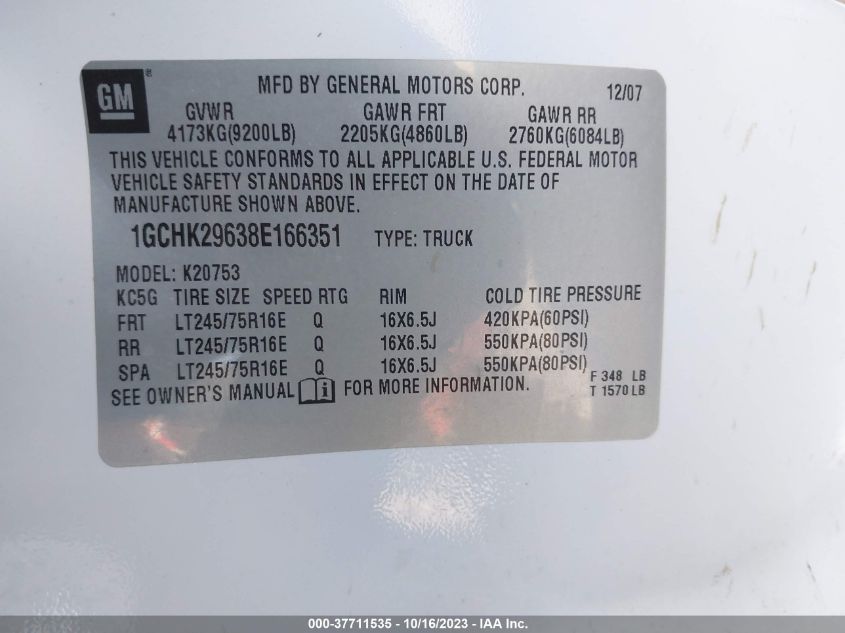 GM
MFD BY GENERAL MOTORS CORP. 12/07
GVWR GAWR FRT GAWR RR
4173KG(9200LB) 2205KG(4860LB) 2760KG(6084LB)
THIS VEHICLE CONFORMS TO ALL APPLICABLE U.S. FEDERAL MOTOR
VEHICLE SAFETY STANDARDS IN EFFECT ON THE DATE OF
MANUFACTURE SHOWN ABOVE.
1GCHK29638E166351 TYPE: TRUCK
MODEL: K20753
KC5G TIRE SIZE SPEED RTG RIM COLD TIRE PRESSURE
FRT LT245/75R16E Q 16X6.5J 420KPA(60PSI)
RR LT245/75R16E Q 16X6.5J 550KPA(80PSI)
SPA LT245/75R16E Q 16X6.5J 550KPA(80PSI)
F 348 LB
SEE OWNER'S MANUAL i FOR MORE INFORMATION. T 1570 LB
000-37711535 - 10/16/2023 - IAA Inc.